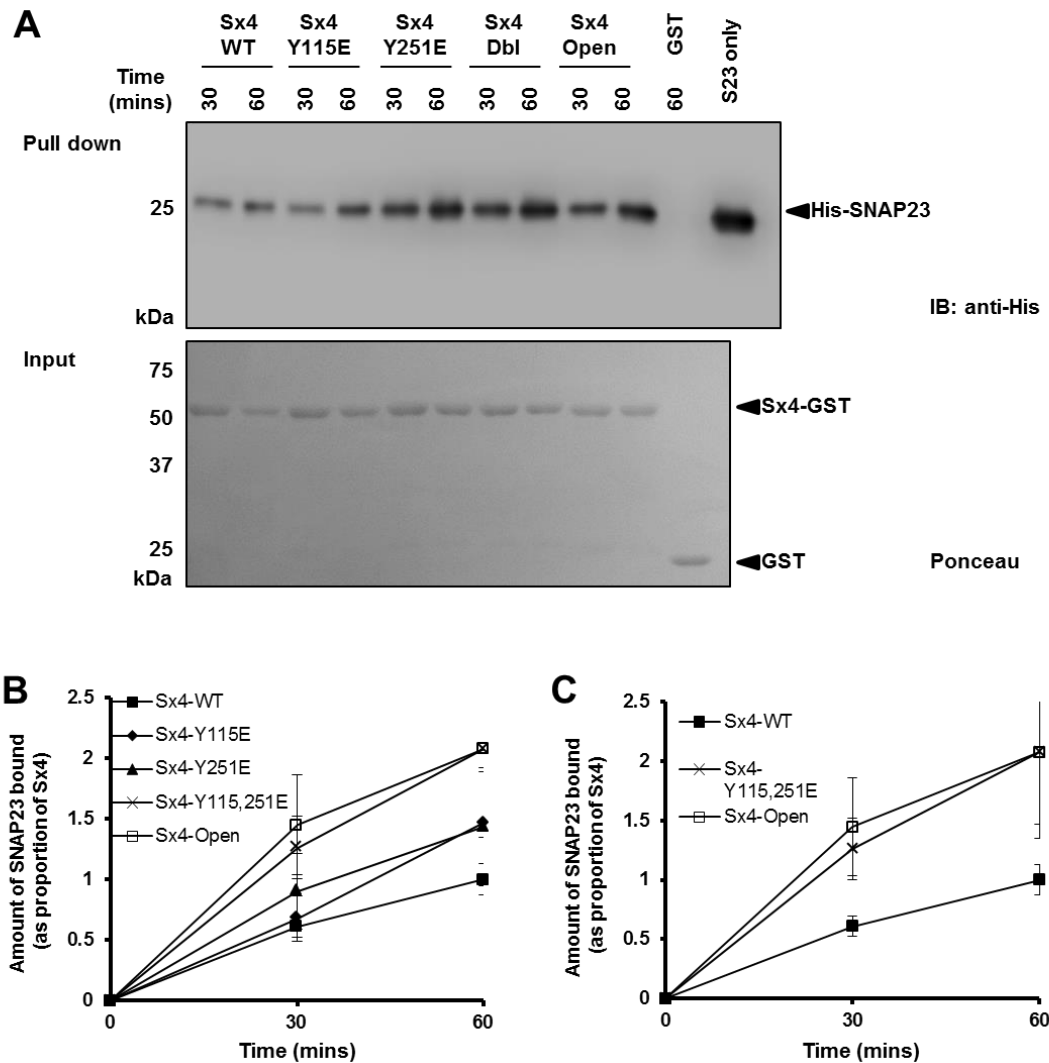 A
Sx4 Sx4 Sx4 Sx4 Sx4
WT Y115E Y251E Dbl Open GST S23 only
Time
(mins) 30 60 30 60 30 60 30 60 30 60 60
Pull down
25
His-SNAP23
kDa
IB: anti-His
Input
75
50
Sx4-GST
37
25
GST
kDa
Ponceau
B
Amount of SNAP23 bound
(as proportion of Sx4)
2.5
2
1.5
1
0.5
0
Sx4-WT
Sx4-Y115E
Sx4-Y251E
Sx4-Y115,251E
Sx4-Open
0 30 60
Time (mins)
C
Amount of SNAP23 bound
(as proportion of Sx4)
2.5
2
1.5
1
0.5
0
Sx4-WT
Sx4-
Y115,251E
Sx4-Open
0 30 60
Time (mins)